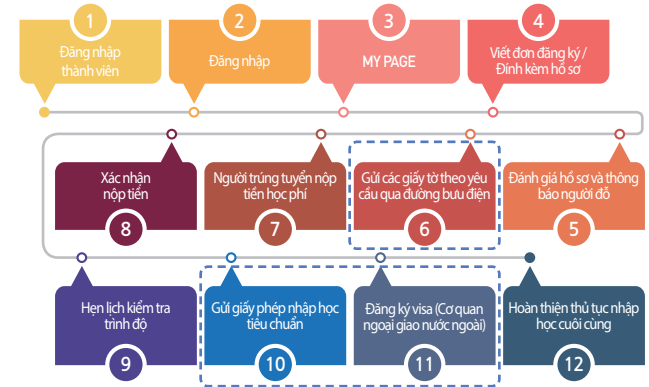 1
Đăng nhập
thành viên
2
Đăng nhập
3
MY PAGE
4
Viết đơn đăng ký /
Đính kèm hồ sơ
Xác nhận
nộp tiền
8
Người trúng tuyển nộp
tiền học phí
7
Gửi các giấy tờ theo yêu
cầu qua đường bưu điện
6
Đánh giá hồ sơ và thông
báo người đỗ
5
Hẹn lịch kiểm tra
trình độ
9
Gửi giấy phép nhập học
tiêu chuẩn
10
Đăng ký visa (Cơ quan
ngoại giao nước ngoài)
11
Hoàn thiện thủ tục nhập
học cuối cùng
12